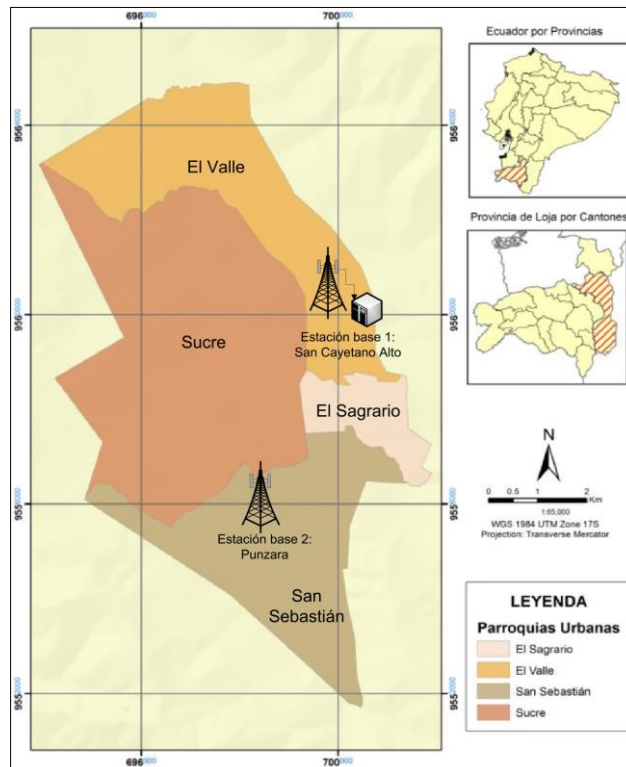 696000
700000
Ecuador por Provincias
9564000
El Valle
Provincia de Loja por Cantones
9560000
Estación base 1:
San Cayetano Alto
Sucre
El Sagrario
N
0 0.5 1 2
Km
1:65,000
WGS 1984 UTM Zone 17S
Projection: Transverse Mercator
Estación base 2:
Punzara
San
Sebastián
LEYENDA
Parroquias Urbanas
El Sagrario
El Valle
San Sebastián
Sucre
9552000
696000
700000